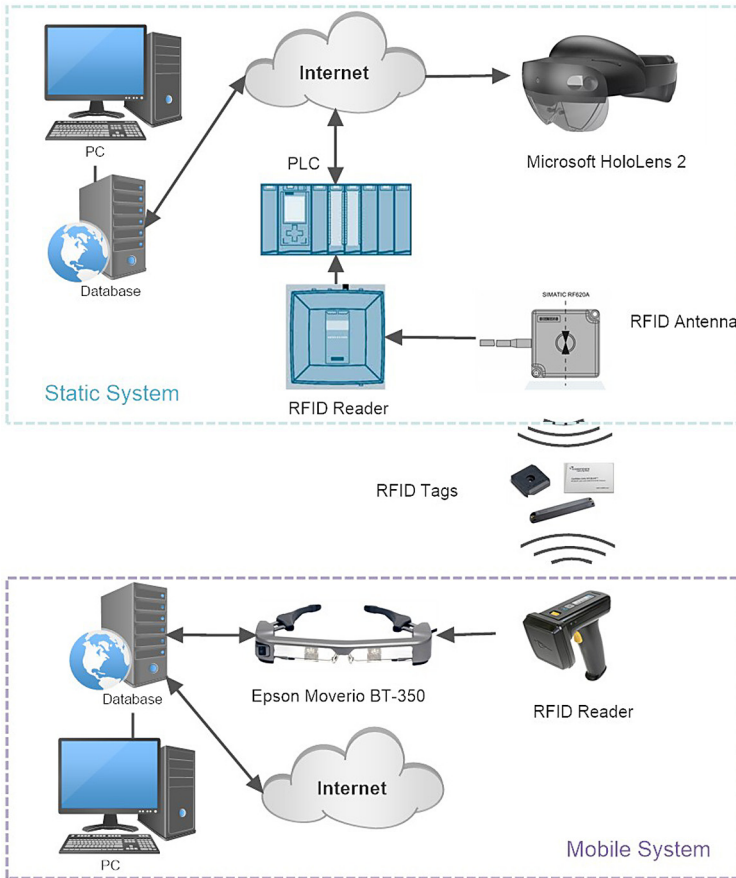 Internet
PC
PLC
Microsoft HoloLens 2
Database
SIMATIC RF620A
RFID Antenna
Static System
RFID Reader
RFID Tags
Database
Epson Moverio BT-350
RFID Reader
Internet
PC
Mobile System